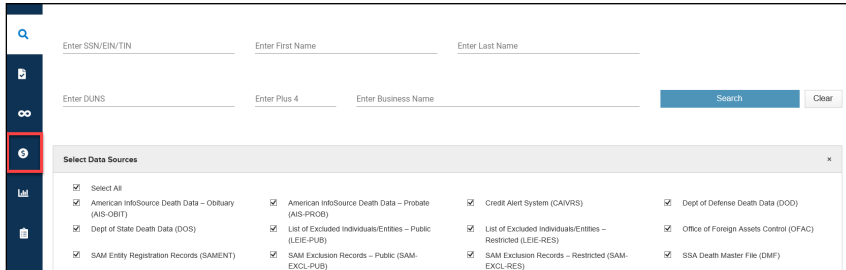 Enter SSN/EIN/TIN Enter First Name Enter Last Name
Enter DUNS Enter Plus 4 Enter Business Name Search Clear
Select Data Sources ×
Select All
American InfoSource Death Data – Obituary (AIS-OBIT)
American InfoSource Death Data – Probate (AIS-PROB)
Credit Alert System (CAIVRS)
Dept of Defense Death Data (DOD)
Dept of State Death Data (DOS)
List of Excluded Individuals/Entities – Public (LEIE-PUB)
List of Excluded Individuals/Entities – Restricted (LEIE-RES)
Office of Foreign Assets Control (OFAC)
SAM Entity Registration Records (SAMENT)
SAM Exclusion Records – Public (SAM-EXCL-PUB)
SAM Exclusion Records – Restricted (SAM-EXCL-RES)
SSA Death Master File (DMF)